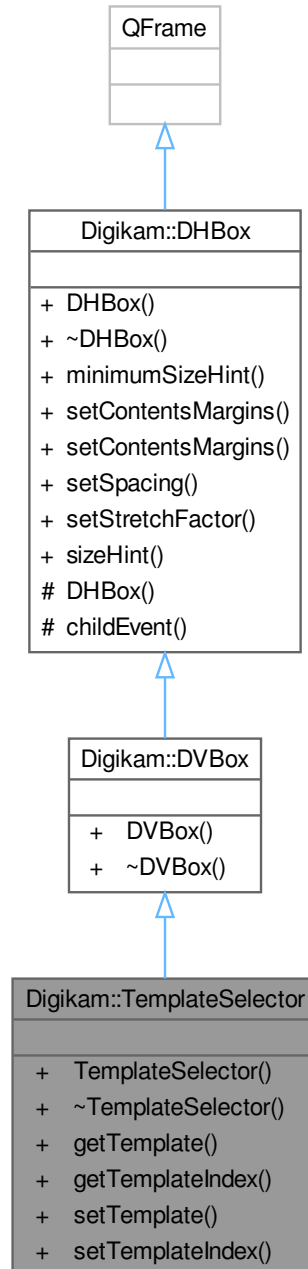 QFrame
Digikam::DHBox
+ DHBox()
+ ~DHBox()
+ minimumSizeHint()
+ setContentsMargins()
+ setContentsMargins()
+ setSpacing()
+ setStretchFactor()
+ sizeHint()
# DHBox()
# childEvent()
Digikam::DVBox
+ DVBox()
+ ~DVBox()
Digikam::TemplateSelector
+ TemplateSelector()
+ ~TemplateSelector()
+ getTemplate()
+ getTemplateIndex()
+ setTemplate()
+ setTemplateIndex()